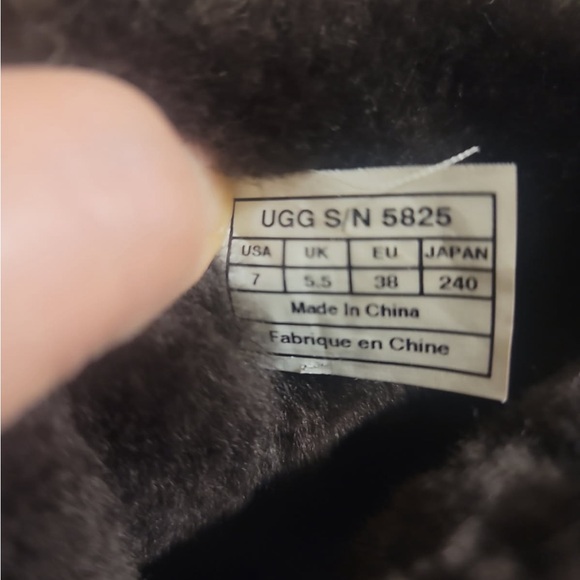 UGG S/N 5825
USA UK EU JAPAN
7 5.5 38 240
Made In China
Fabrique en Chine